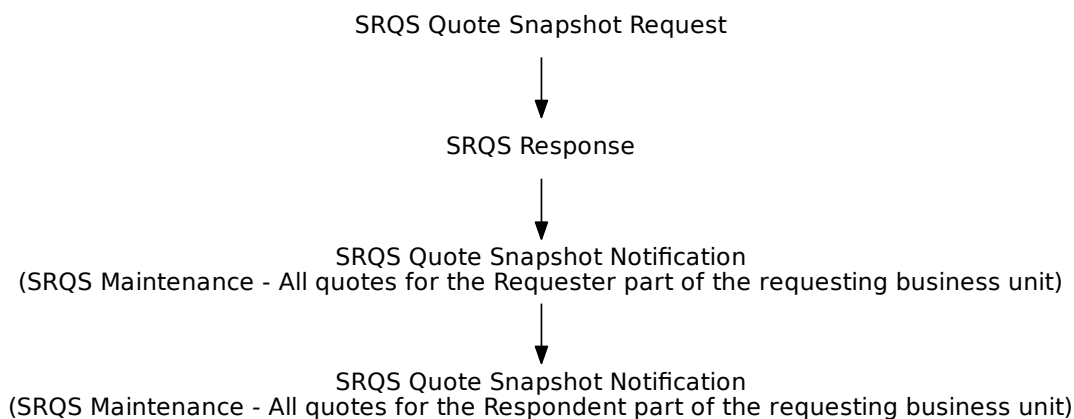 SRQS Quote Snapshot Request
SRQS Response
SRQS Quote Snapshot Notification
(SRQS Maintenance - All quotes for the Requester part of the requesting business unit)
SRQS Quote Snapshot Notification
(SRQS Maintenance - All quotes for the Respondent part of the requesting business unit)